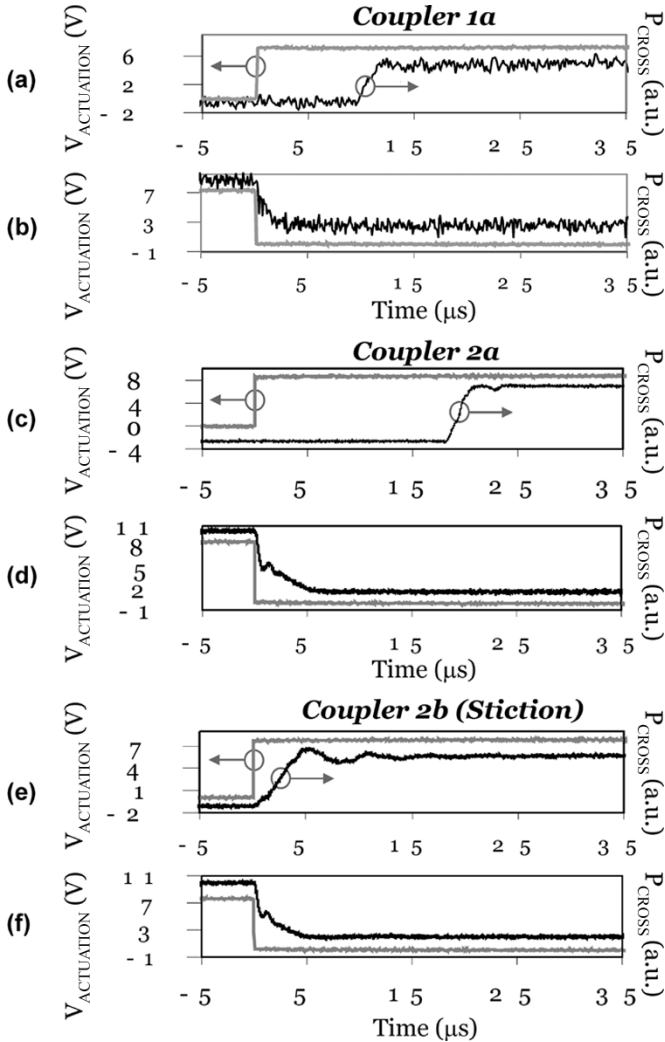 Coupler 1a
(a)
V_ACTUATION (V)
6
2
- 2
P_CROSS (a.u.)
- 5 5 1 5 2 5 3 5
(b)
V_ACTUATION (V)
7
3
- 1
P_CROSS (a.u.)
- 5 5 1 5 2 5 3 5
Time (μs)
Coupler 2a
(c)
V_ACTUATION (V)
8
4
0
- 4
P_CROSS (a.u.)
- 5 5 1 5 2 5 3 5
(d)
V_ACTUATION (V)
1 1
8
5
2
- 1
P_CROSS (a.u.)
- 5 5 1 5 2 5 3 5
Time (μs)
Coupler 2b (Stiction)
(e)
V_ACTUATION (V)
7
4
1
- 2
P_CROSS (a.u.)
- 5 5 1 5 2 5 3 5
(f)
V_ACTUATION (V)
1 1
7
3
- 1
P_CROSS (a.u.)
- 5 5 1 5 2 5 3 5
Time (μs)